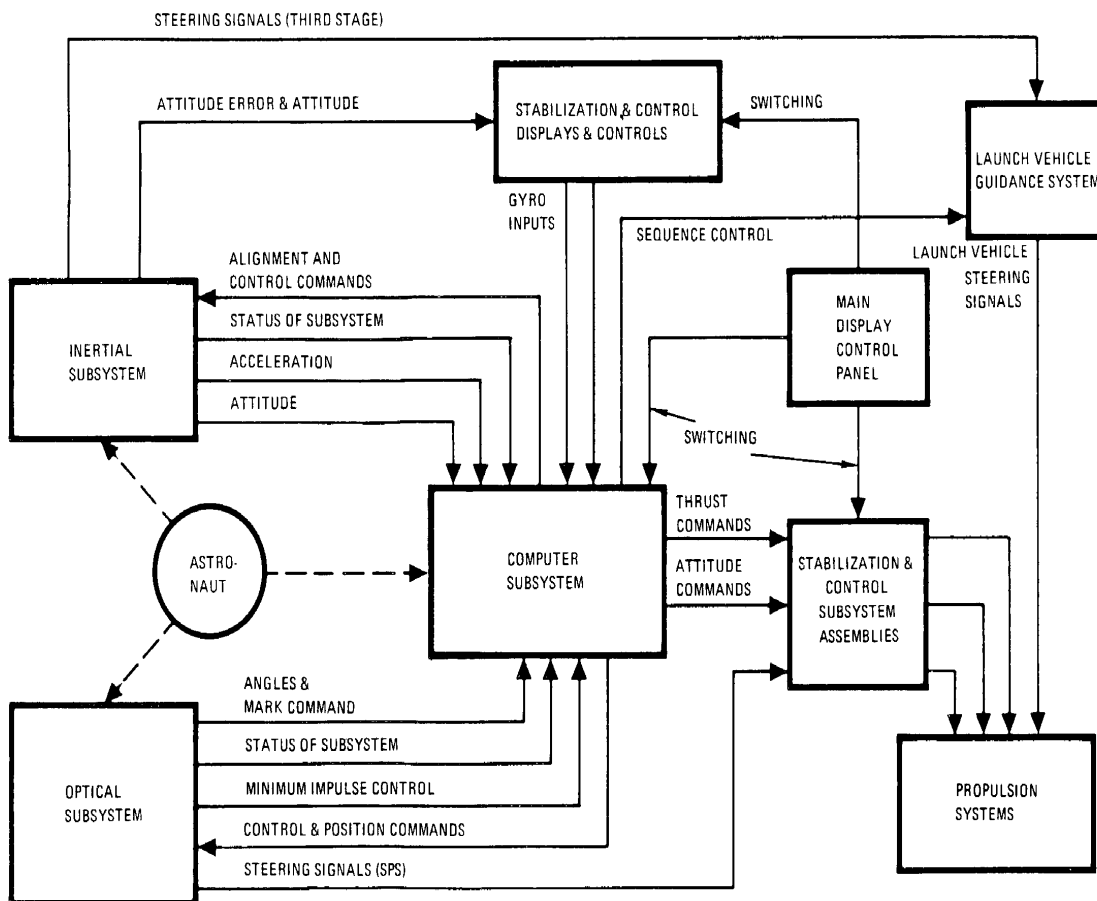 STEERING SIGNALS (THIRD STAGE)
ATTITUDE ERROR & ATTITUDE
STABILIZATION & CONTROL
DISPLAYS & CONTROLS
SWITCHING
LAUNCH VEHICLE
GUIDANCE SYSTEM
GYRO
INPUTS
SEQUENCE CONTROL
LAUNCH VEHICLE
STEERING
SIGNALS
ALIGNMENT AND
CONTROL COMMANDS
STATUS OF SUBSYSTEM
ACCELERATION
ATTITUDE
INERTIAL
SUBSYSTEM
MAIN
DISPLAY
CONTROL
PANEL
SWITCHING
ASTRO-
NAUT
COMPUTER
SUBSYSTEM
THRUST
COMMANDS
ATTITUDE
COMMANDS
STABILIZATION &
CONTROL
SUBSYSTEM
ASSEMBLIES
ANGLES &
MARK COMMAND
STATUS OF SUBSYSTEM
MINIMUM IMPULSE CONTROL
CONTROL & POSITION COMMANDS
STEERING SIGNALS (SPS)
OPTICAL
SUBSYSTEM
PROPULSION
SYSTEMS